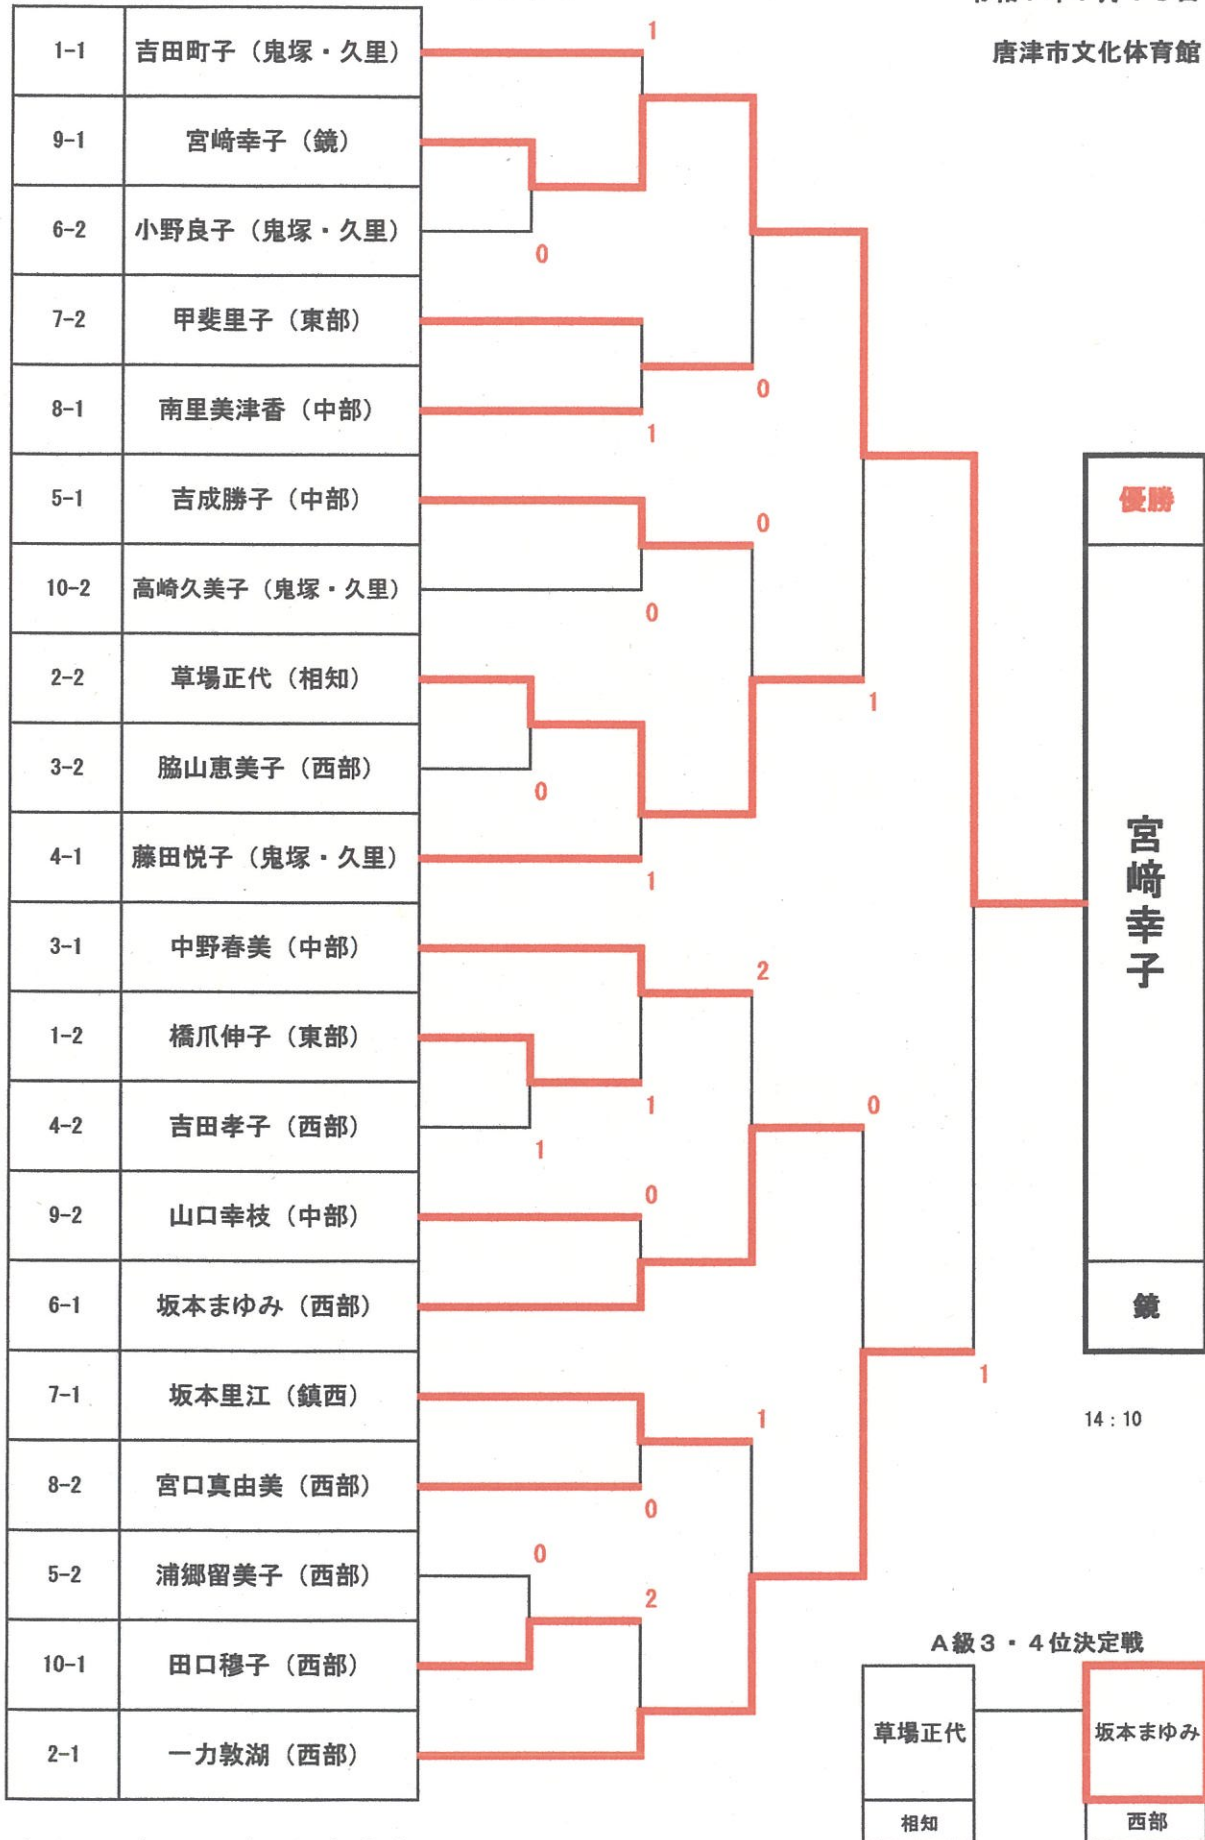 唐津市文化体育館
1-1 吉田町子（鬼塚・久里）
9-1 宮﨑幸子（鏡）
6-2 小野良子（鬼塚・久里）
7-2 甲斐里子（東部）
8-1 南里美津香（中部）
5-1 吉成勝子（中部）
10-2 高崎久美子（鬼塚・久里）
2-2 草場正代（相知）
3-2 脇山恵美子（西部）
4-1 藤田悦子（鬼塚・久里）
3-1 中野春美（中部）
1-2 橋爪伸子（東部）
4-2 吉田孝子（西部）
9-2 山口幸枝（中部）
6-1 坂本まゆみ（西部）
7-1 坂本里江（鎮西）
8-2 宮口真由美（西部）
5-2 浦郷留美子（西部）
10-1 田口穆子（西部）
2-1 一力敦湖（西部）
1
0
0
1
0
0
0
1
1
2
1
1
0
0
1
0
0
2
1
優勝
宮﨑幸子
鏡
14：10
A級3・4位決定戦
草場正代
坂本まゆみ
相知
西部